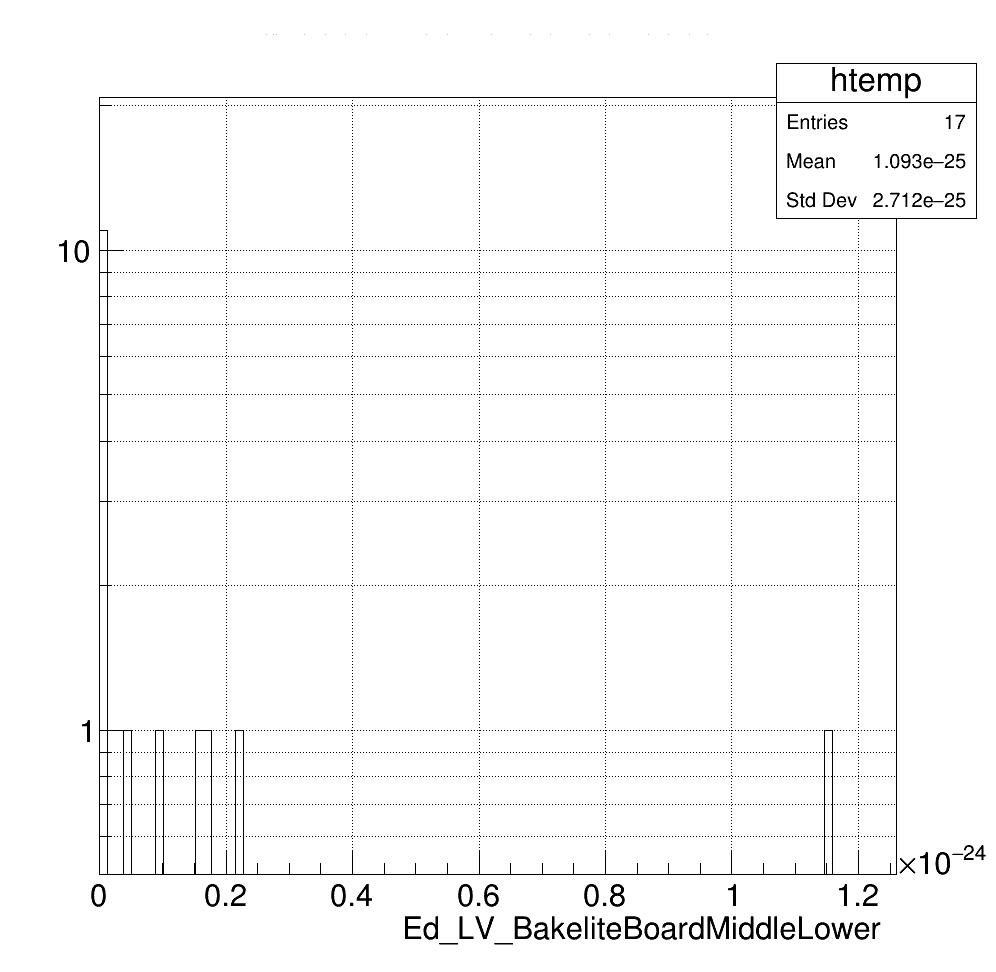 htemp
Entries 17
Mean 1.093e−25
Std Dev 2.712e−25
10
1
0 0.2 0.4 0.6 0.8 1 1.2
×10−24
Ed_LV_BakeliteBoardMiddleLower